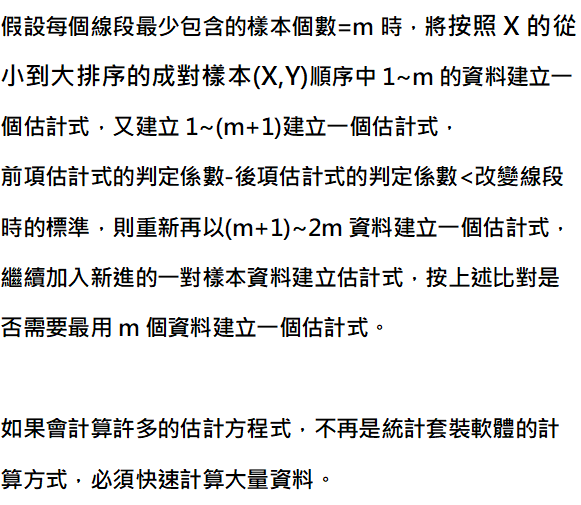 假設每個線段最少包含的樣本個數=m 時，將按照 X 的從
小到大排序的成對樣本(X,Y)順序中 1~m 的資料建立一
個估計式，又建立 1~(m+1)建立一個估計式，
前項估計式的判定係數-後項估計式的判定係數<改變線段
時的標準，則重新再以(m+1)~2m 資料建立一個估計式，
繼續加入新進的一對樣本資料建立估計式，按上述比對是
否需要最用 m 個資料建立一個估計式。
如果會計算許多的估計方程式，不再是統計套裝軟體的計
算方式，必須快速計算大量資料。